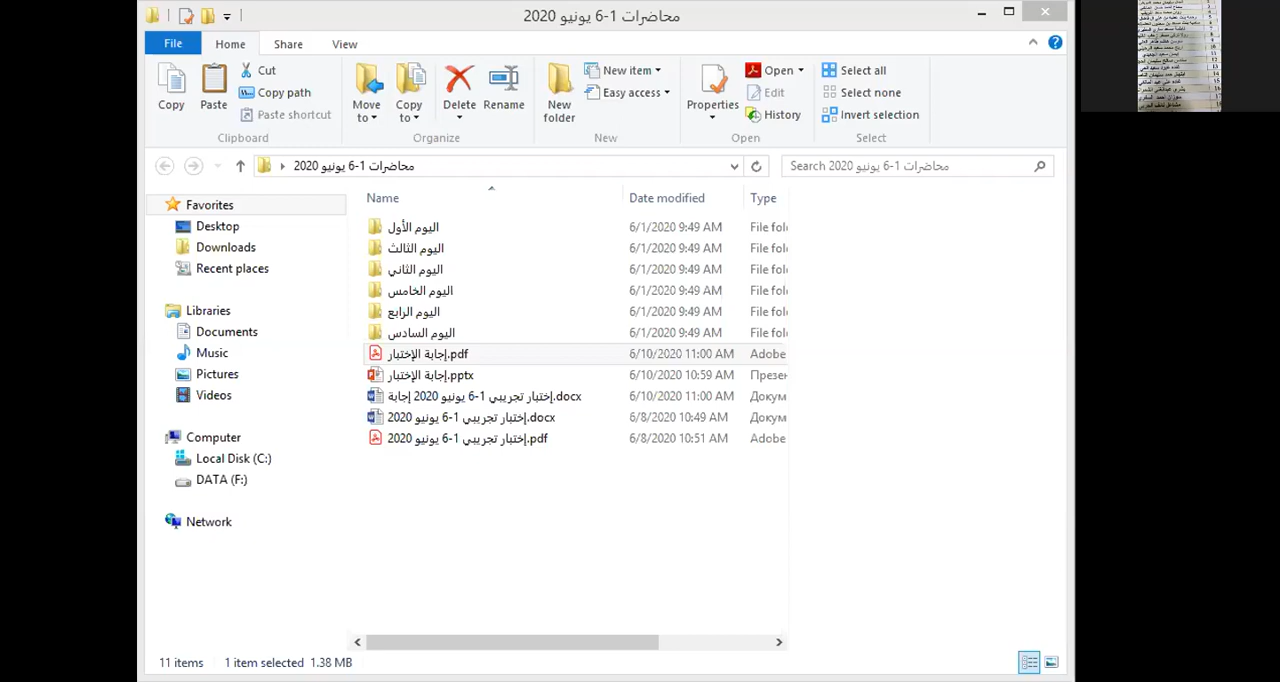 محاضرات 1-6 يونيو 2020
File
Home
Share
View
Copy
Paste
Cut
Copy path
Paste shortcut
Clipboard
Move to
Copy to
Delete
Rename
Organize
New folder
New item
Easy access
New
Properties
Open
Edit
History
Open
Select all
Select none
Invert selection
Select
محاضرات 1-6 يونيو 2020
Search محاضرات 1-6 يونيو 2020
Name
Date modified
Type
Favorites
Desktop
Downloads
Recent places
Libraries
Documents
Music
Pictures
Videos
Computer
Local Disk (C:)
DATA (F:)
Network
اليوم الأول 6/1/2020 9:49 AM File fol
اليوم الثالث 6/1/2020 9:49 AM File fol
اليوم الثاني 6/1/2020 9:49 AM File fol
اليوم الخامس 6/1/2020 9:49 AM File fol
اليوم الرابع 6/1/2020 9:49 AM File fol
اليوم السادس 6/1/2020 9:49 AM File fol
إجابة الإختبار.pdf 6/10/2020 11:00 AM Adobe
إجابة الإختبار.pptx 6/10/2020 10:59 AM Презен
إختبار تجريبي 1-6 يونيو 2020 إجابة.docx 6/10/2020 11:00 AM Докум
إختبار تجريبي 1-6 يونيو 2020.docx 6/8/2020 10:49 AM Докум
إختبار تجريبي 1-6 يونيو 2020.pdf 6/8/2020 10:51 AM Adobe
11 items
1 item selected 1.38 MB